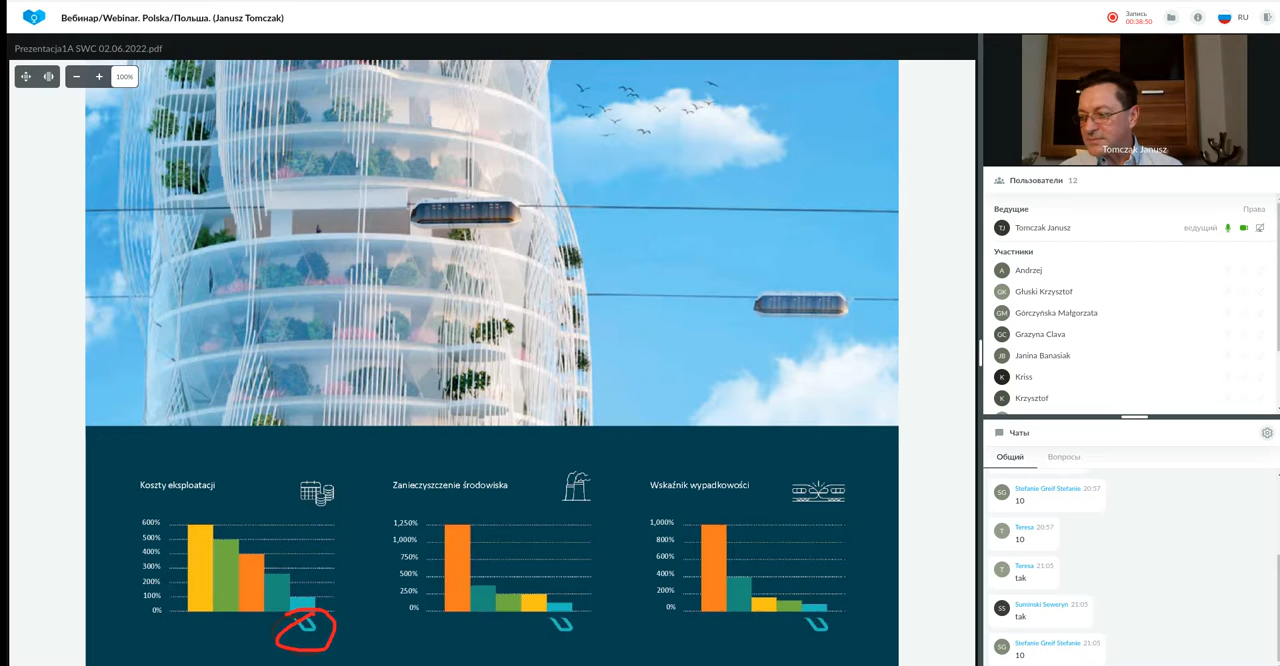 Вебинар/Webinar. Polska/Польша. (Janusz Tomczak)
Запись
00:38:50
RU
Prezentacja1A SWC 02.06.2022.pdf
100%
Tomczak Janusz
Пользователи 12
Ведущие Права
TJ Tomczak Janusz ведущий
Участники
A Andrzej
GK Głuski Krzysztof
GM Górczyńska Małgorzata
GC Grazyna Clava
JB Janina Banasiak
K Kriss
K Krzysztof
Чаты
Общий Вопросы
SG Stefanie Greif Stefanie 20:57
10
T Teresa 20:57
10
T Teresa 21:05
tak
SS Suminski Seweryn 21:05
tak
SG Stefanie Greif Stefanie 21:05
10
Koszty eksploatacji
600%
500%
400%
300%
200%
100%
0%
Zanieczyszczenie środowiska
1,250%
1,000%
750%
500%
250%
0%
Wskaźnik wypadkowości
1,000%
800%
600%
400%
200%
0%